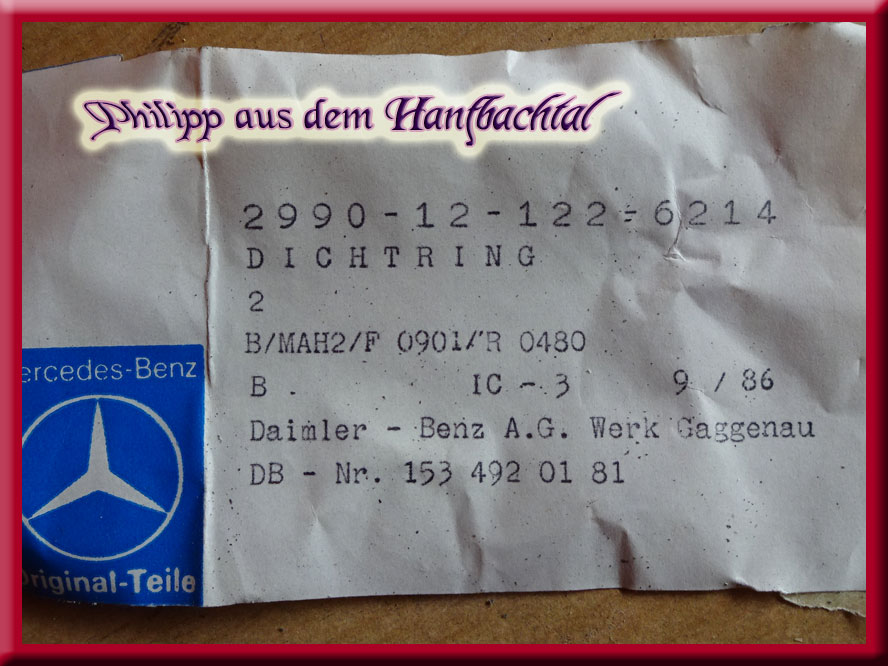 Philipp aus dem Hanfbachtal
2990-12-122-6214
DICHTRING
2
B/MAH2/F 0901/R 0480
B . IC - 3 9 / 86
Daimler - Benz A.G. Werk Gaggenau
DB - Nr. 153 492 01 81
ercedes-Benz
Original-Teile